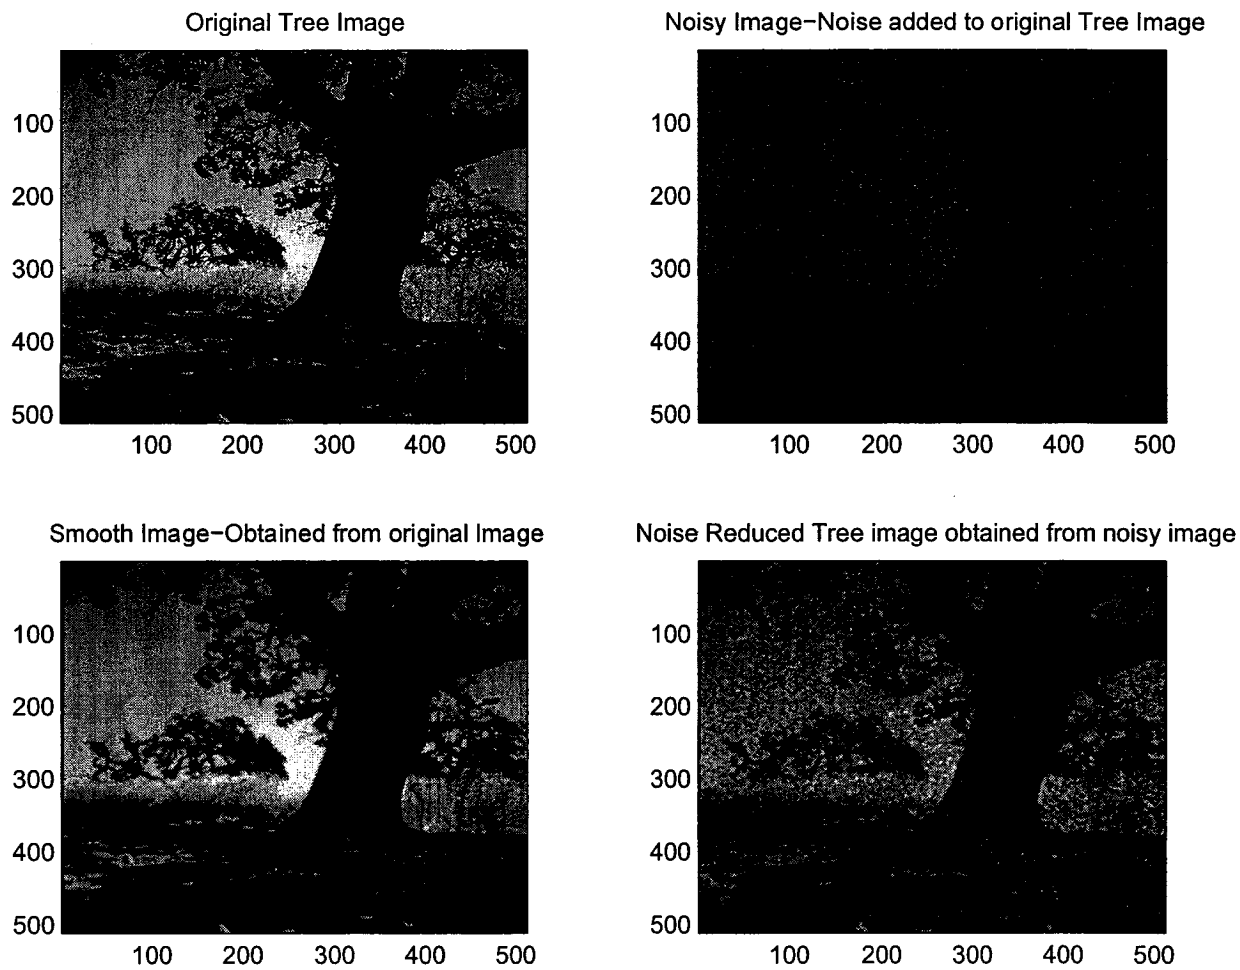 Original Tree Image
Noisy Image−Noise added to original Tree Image
100
200
300
400
500
100 200 300 400 500
100
200
300
400
500
100 200 300 400 500
Smooth Image−Obtained from original Image
Noise Reduced Tree image obtained from noisy image
100
200
300
400
500
100 200 300 400 500
100
200
300
400
500
100 200 300 400 500